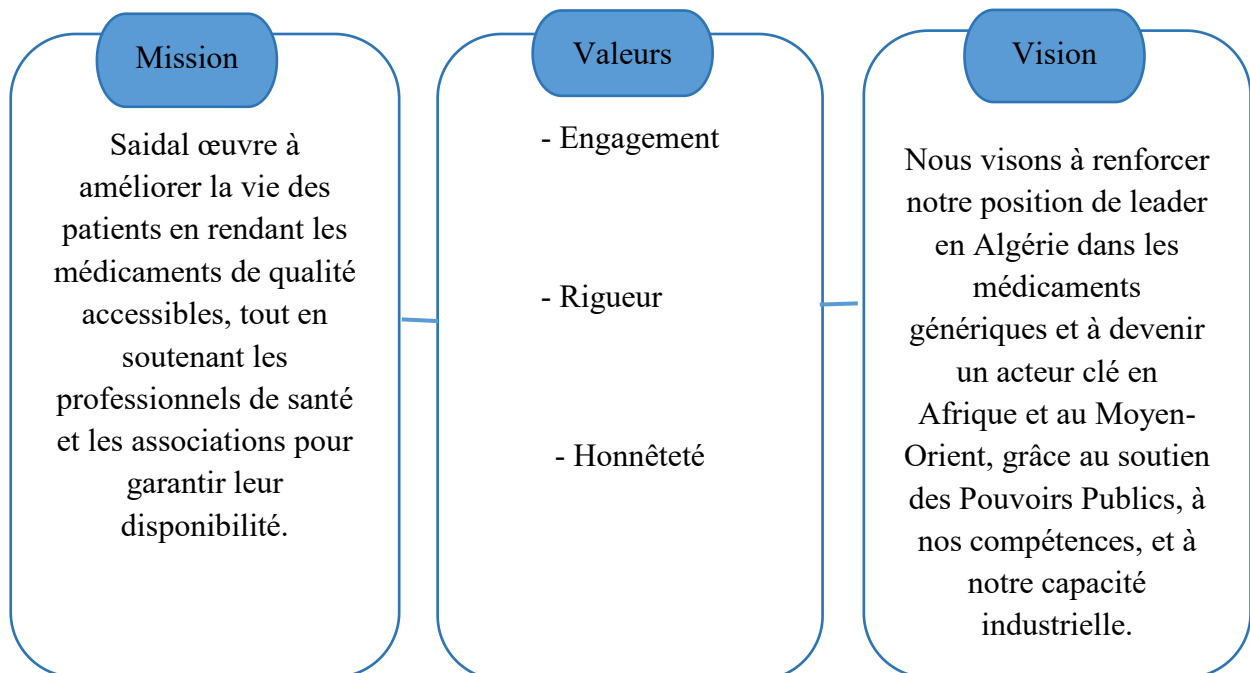 Mission
Saidal œuvre à
améliorer la vie des
patients en rendant les
médicaments de qualité
accessibles, tout en
soutenant les
professionnels de santé
et les associations pour
garantir leur
disponibilité.
Valeurs
- Engagement
- Rigueur
- Honnêteté
Vision
Nous visons à renforcer
notre position de leader
en Algérie dans les
médicaments
génériques et à devenir
un acteur clé en
Afrique et au Moyen-
Orient, grâce au soutien
des Pouvoirs Publics, à
nos compétences, et à
notre capacité
industrielle.